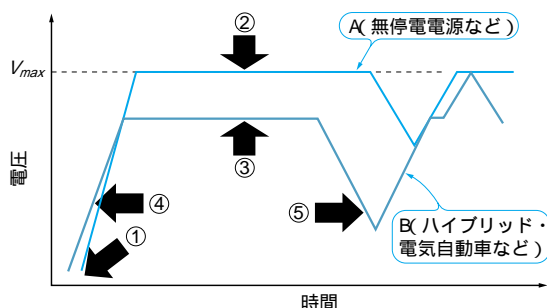 ②
A(無停電電源など)
Vmax
③
電圧
④
⑤
①
B(ハイブリッド・
電気自動車など)
時間